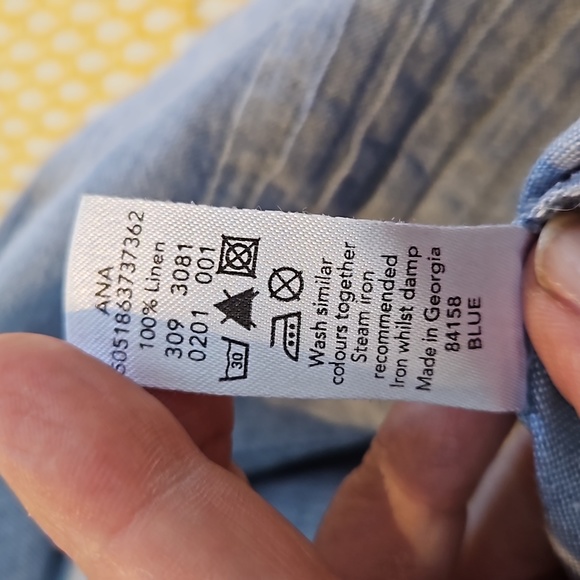 ANA
5051863737362
100% Linen
309 3081
0201 001
30
Wash similar
colours together
Steam iron
recommended
Iron whilst damp
Made in Georgia
84158
BLUE